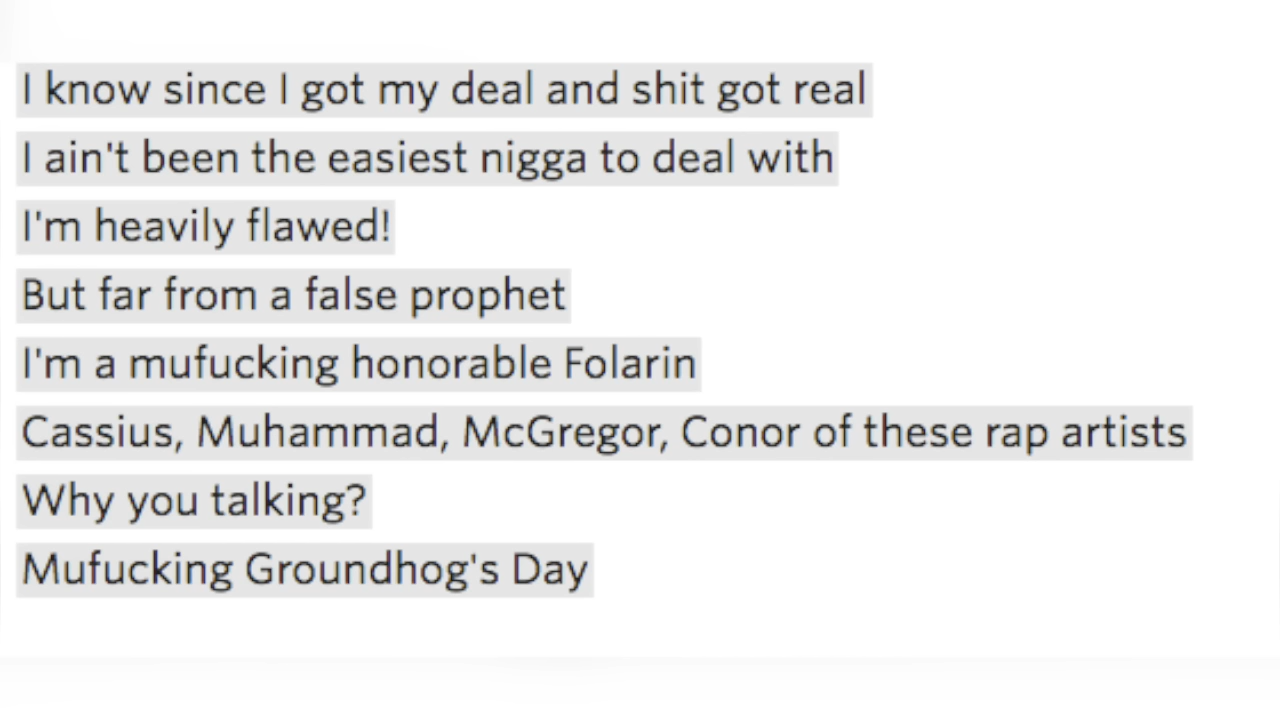 I know since I got my deal and shit got real
I ain't been the easiest nigga to deal with
I'm heavily flawed!
But far from a false prophet
I'm a mufucking honorable Folarin
Cassius, Muhammad, McGregor, Conor of these rap artists
Why you talking?
Mufucking Groundhog's Day